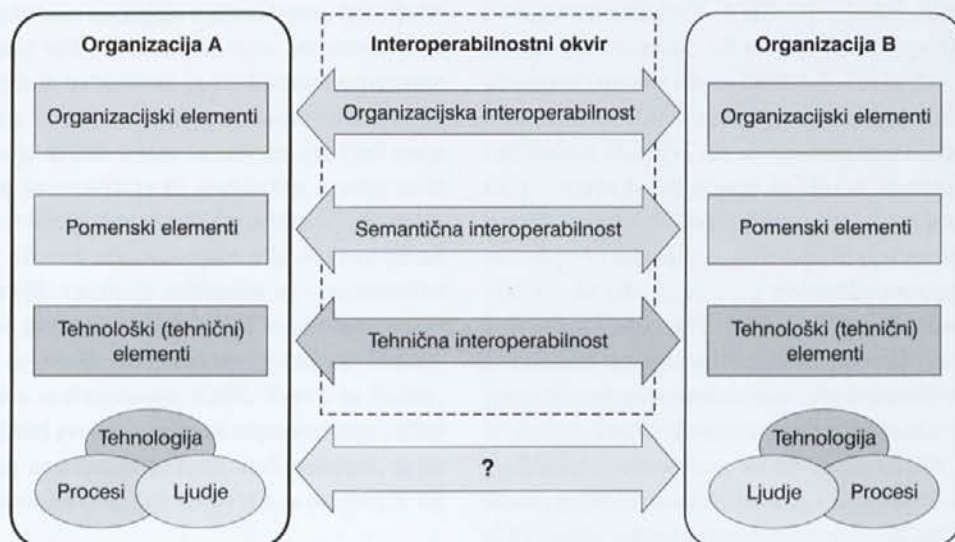 Organizacija A
Interoperabilnostni okvir
Organizacija B
Organizacijski elementi
Organizacijska interoperabilnost
Organizacijski elementi
Pomenski elementi
Semantična interoperabilnost
Pomenski elementi
Tehnološki (tehnični)
elementi
Tehnična interoperabilnost
Tehnološki (tehnični)
elementi
Tehnologija
Procesi
Ljudje
?
Tehnologija
Ljudje
Procesi